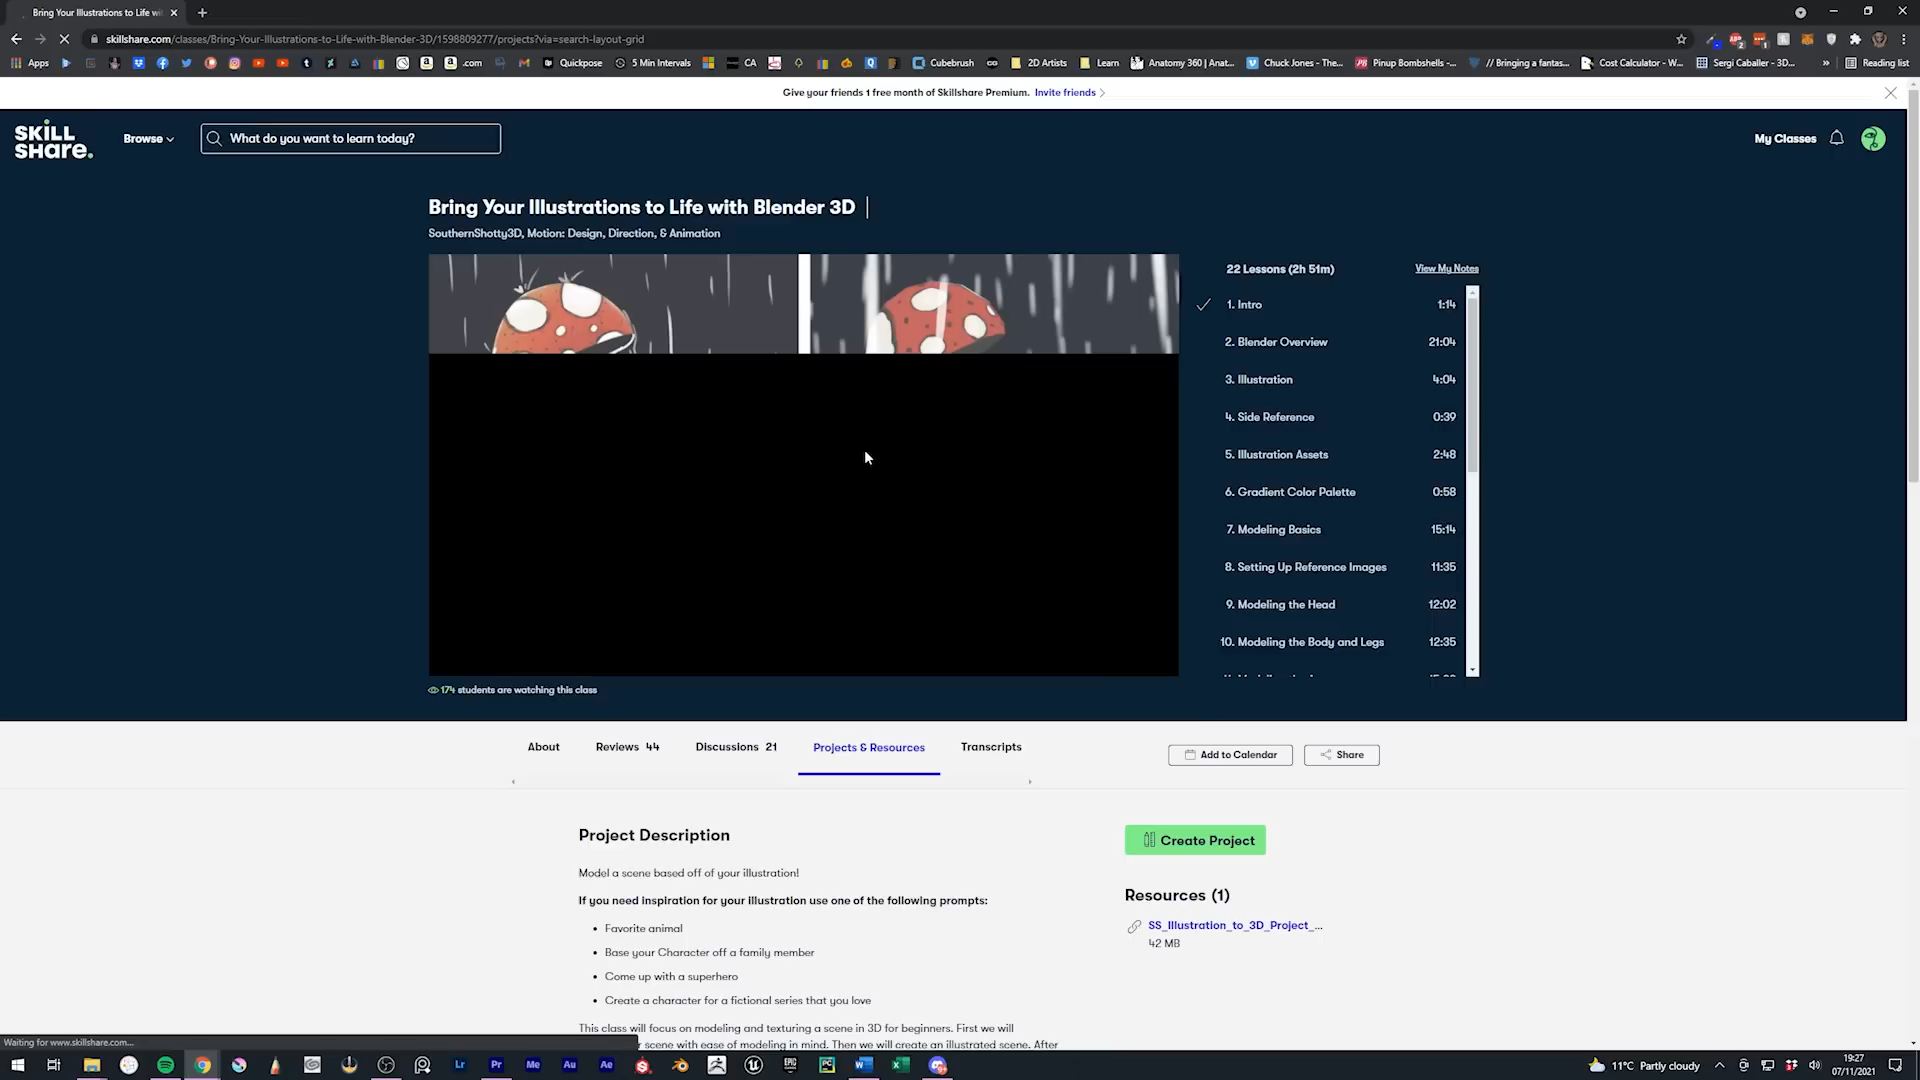 Bring Your Illustrations to Life wi
skillshare.com/classes/Bring-Your-Illustrations-to-Life-with-Blender-3D/1598809277/projects?via=search-layout-grid
Apps
.com
Quickpose
5 Min Intervals
CA
Cubebrush
2D Artists
Learn
Anatomy 360 | Anat...
Chuck Jones - The...
Pinup Bombshells -...
// Bringing a fantas...
Cost Calculator - W...
Sergi Caballer - 3D...
»
Reading list
Give your friends 1 free month of Skillshare Premium. Invite friends
SKILL
SHARE.
Browse
What do you want to learn today?
My Classes
Bring Your Illustrations to Life with Blender 3D |
SouthernShotty3D, Motion: Design, Direction, & Animation
22 Lessons (2h 51m)
View My Notes
1. Intro 1:14
2. Blender Overview 21:04
3. Illustration 4:04
4. Side Reference 0:39
5. Illustration Assets 2:48
6. Gradient Color Palette 0:58
7. Modeling Basics 15:14
8. Setting Up Reference Images 11:35
9. Modeling the Head 12:02
10. Modeling the Body and Legs 12:35
174 students are watching this class
About
Reviews 44
Discussions 21
Projects & Resources
Transcripts
Add to Calendar
Share
Project Description
Create Project
Model a scene based off of your illustration!
If you need inspiration for your illustration use one of the following prompts:
Resources (1)
• Favorite animal
SS_Illustration_to_3D_Project_...
42 MB
• Base your Character off a family member
• Come up with a superhero
• Create a character for a fictional series that you love
This class will focus on modeling and texturing a scene in 3D for beginners. First we will
r scene with ease of modeling in mind. Then we will create an illustrated scene. After
Waiting for www.skillshare.com...
Lr
Pr
Me
Au
Ae
EPIC
PC
11°C Partly cloudy
19:27
07/11/2021